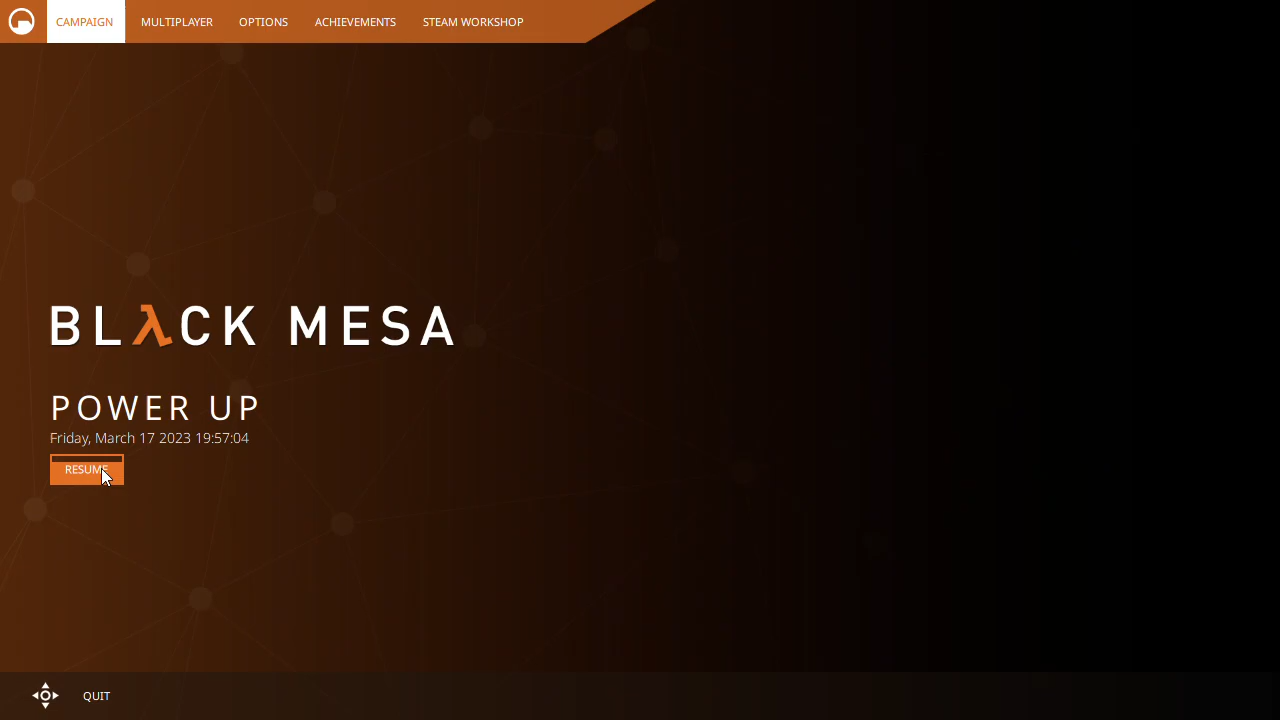 CAMPAIGN MULTIPLAYER OPTIONS ACHIEVEMENTS STEAM WORKSHOP
BLλCK MESA
POWER UP
Friday, March 17 2023 19:57:04
RESUME
QUIT